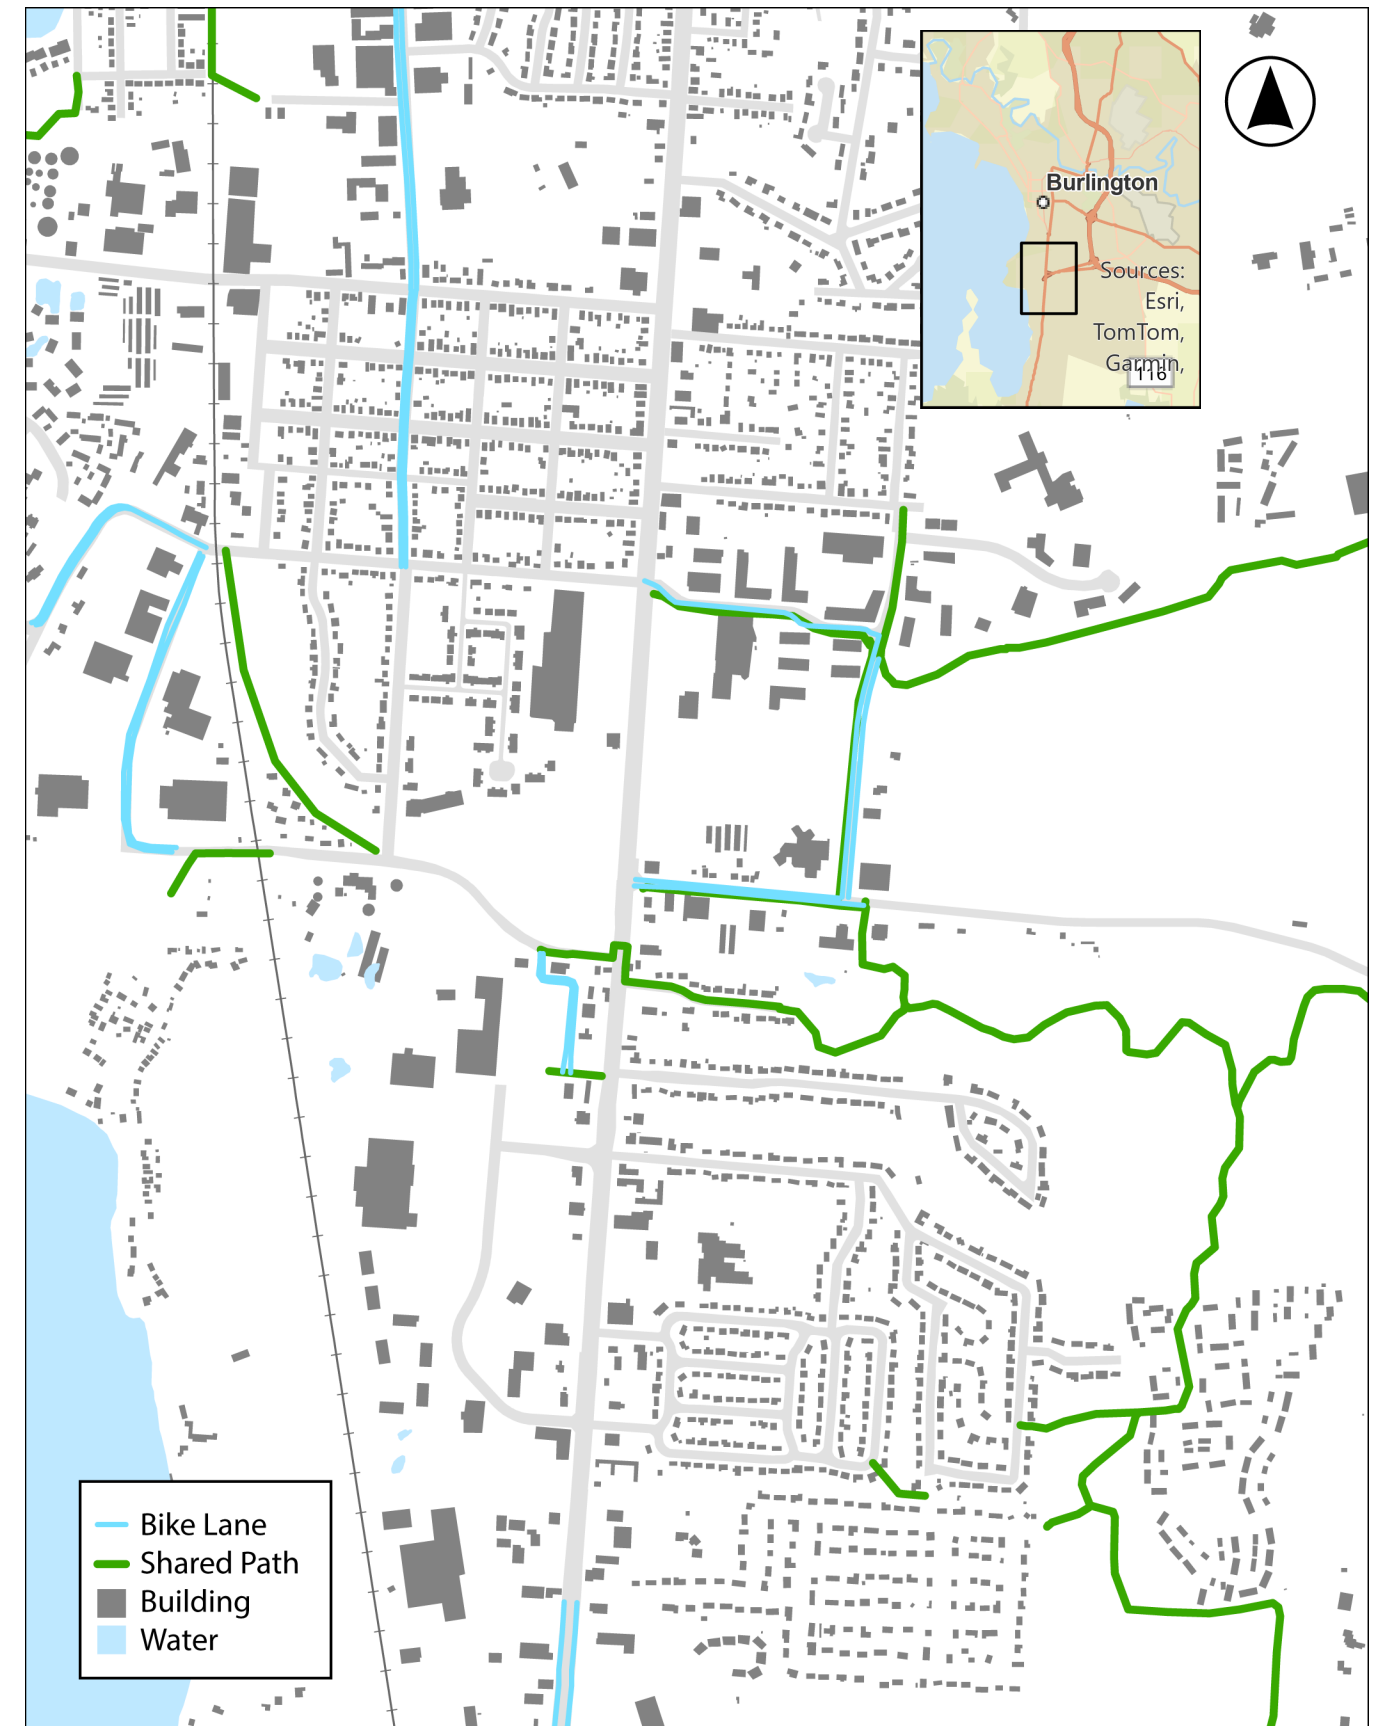 Burlington
Sources:
Esri,
TomTom,
Garmin,
116
Bike Lane
Shared Path
Building
Water